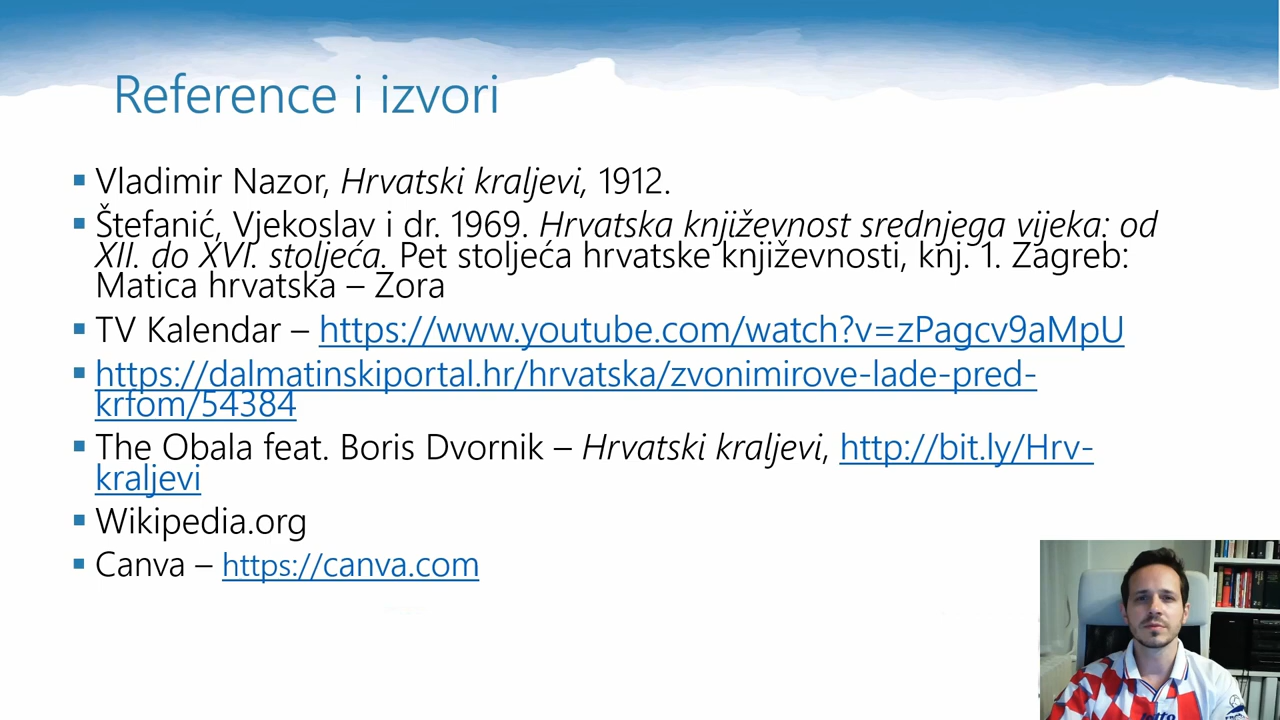 Reference i izvori
Vladimir Nazor, Hrvatski kraljevi, 1912.
Štefanić, Vjekoslav i dr. 1969. Hrvatska književnost srednjega vijeka: od
XII. do XVI. stoljeća. Pet stoljeća hrvatske književnosti, knj. 1. Zagreb:
Matica hrvatska – Zora
TV Kalendar – https://www.youtube.com/watch?v=zPagcv9aMpU
https://dalmatinskiportal.hr/hrvatska/zvonimirove-lade-pred-
krfom/54384
The Obala feat. Boris Dvornik – Hrvatski kraljevi, http://bit.ly/Hrv-
kraljevi
Wikipedia.org
Canva – https://canva.com